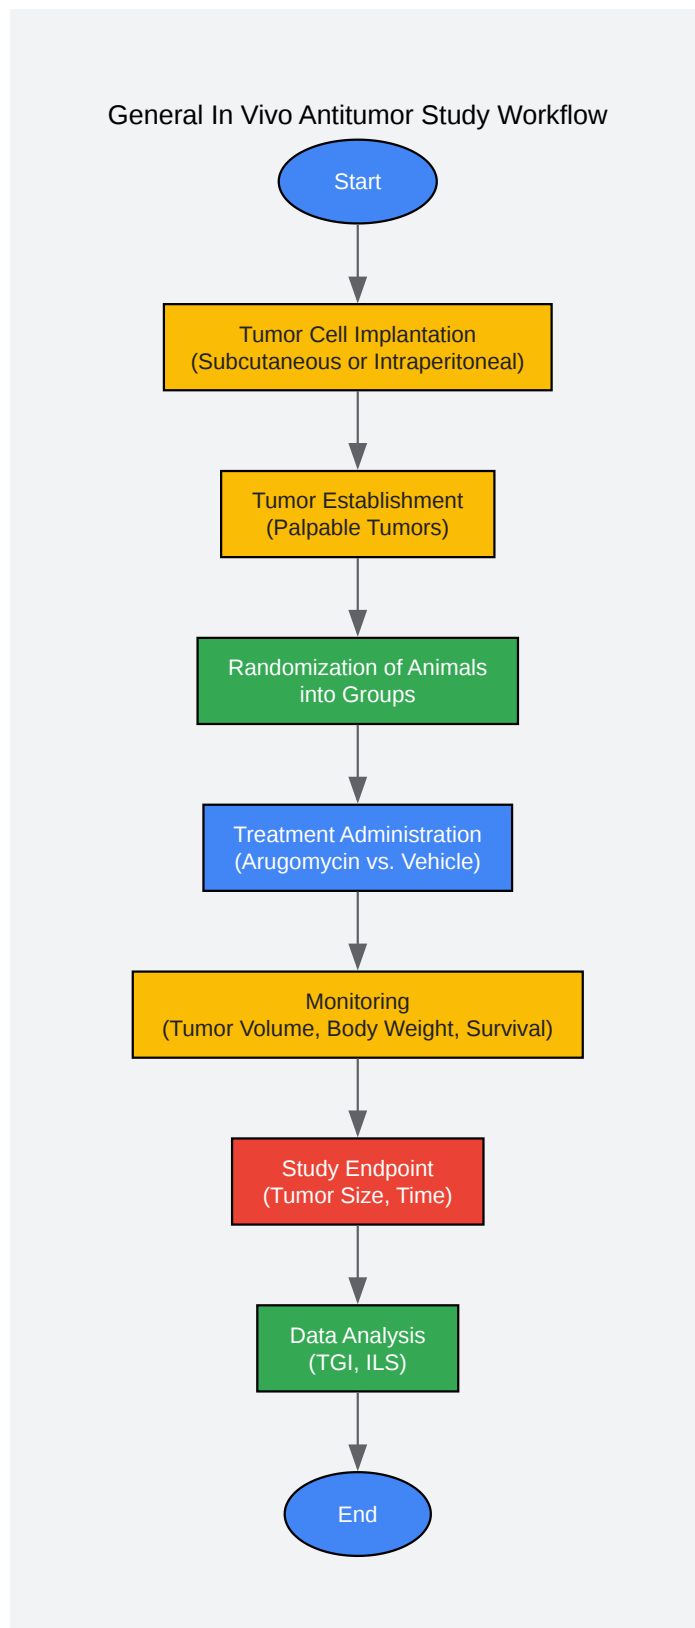 General In Vivo Antitumor Study Workflow
Start
Tumor Cell Implantation
(Subcutaneous or Intraperitoneal)
Tumor Establishment
(Palpable Tumors)
Randomization of Animals
into Groups
Treatment Administration
(Arugomycin vs. Vehicle)
Monitoring
(Tumor Volume, Body Weight, Survival)
Study Endpoint
(Tumor Size, Time)
Data Analysis
(TGI, ILS)
End